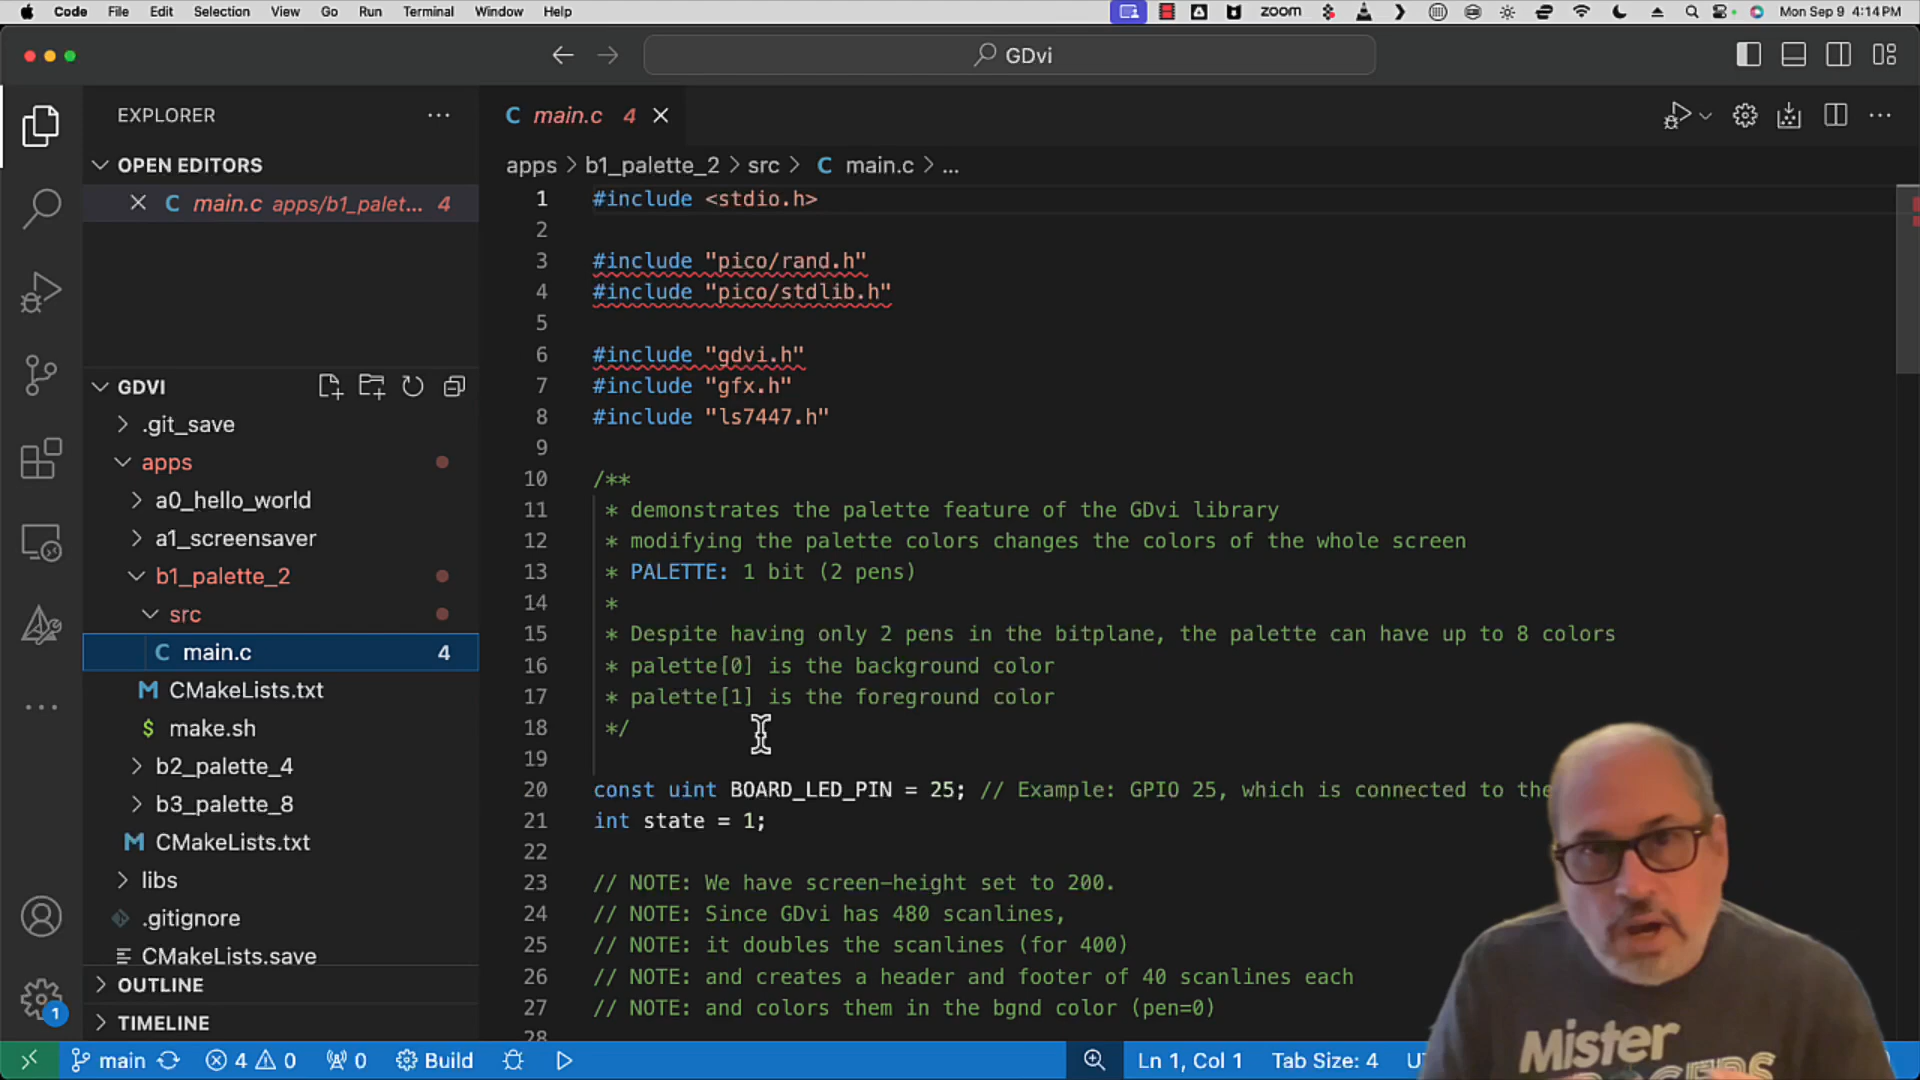 Code File Edit Selection View Go Run Terminal Window Help zoom Mon Sep 9 4:14 PM
GDvi
EXPLORER
main.c 4
OPEN EDITORS
main.c apps/b1_palet... 4
apps > b1_palette_2 > src > C main.c > ...
GDVI
.git_save
apps
a0_hello_world
a1_screensaver
b1_palette_2
src
C main.c 4
M CMakeLists.txt
$ make.sh
b2_palette_4
b3_palette_8
M CMakeLists.txt
libs
.gitignore
CMakeLists.save
OUTLINE
TIMELINE
1 #include <stdio.h>
2
3 #include "pico/rand.h"
4 #include "pico/stdlib.h"
5
6 #include "gdvi.h"
7 #include "gfx.h"
8 #include "ls7447.h"
9
10 /**
11 * demonstrates the palette feature of the GDvi library
12 * modifying the palette colors changes the colors of the whole screen
13 * PALETTE: 1 bit (2 pens)
14 *
15 * Despite having only 2 pens in the bitplane, the palette can have up to 8 colors
16 * palette[0] is the background color
17 * palette[1] is the foreground color
18 */
19
20 const uint BOARD_LED_PIN = 25; // Example: GPIO 25, which is connected to the
21 int state = 1;
22
23 // NOTE: We have screen-height set to 200.
24 // NOTE: Since GDvi has 480 scanlines,
25 // NOTE: it doubles the scanlines (for 400)
26 // NOTE: and creates a header and footer of 40 scanlines each
27 // NOTE: and colors them in the bgnd color (pen=0)
28
Mister
1
main 4 0 0 Build Ln 1, Col 1 Tab Size: 4